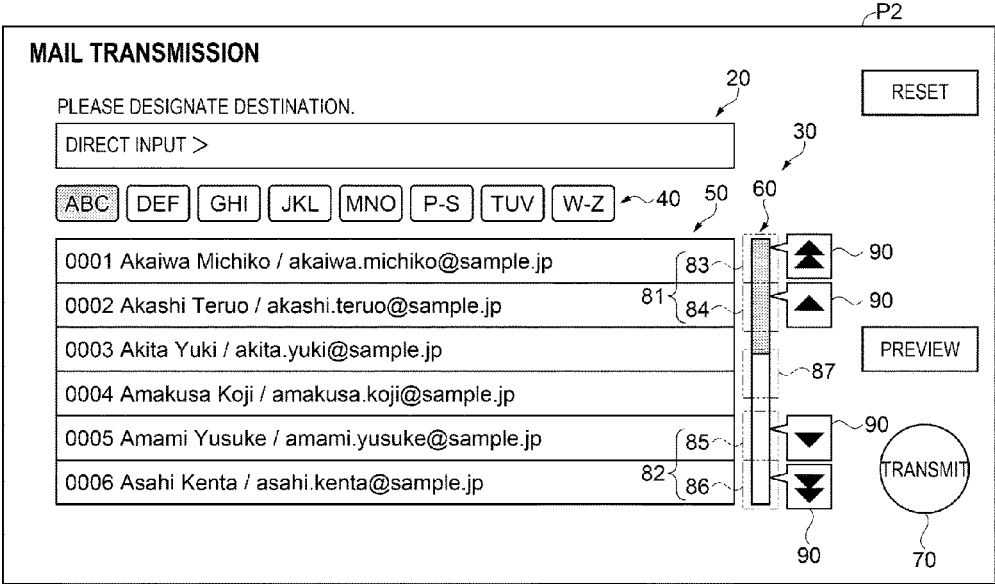 P2
MAIL TRANSMISSION
RESET
20
PLEASE DESIGNATE DESTINATION.
DIRECT INPUT >
30
ABC DEF GHI JKL MNO P-S TUV W-Z 40 50 60
0001 Akaiwa Michiko / akaiwa.michiko@sample.jp 83 90
81
0002 Akashi Teruo / akashi.teruo@sample.jp 84 90
0003 Akita Yuki / akita.yuki@sample.jp 87 PREVIEW
0004 Amakusa Koji / amakusa.koji@sample.jp
0005 Amami Yusuke / amami.yusuke@sample.jp 85 90
82
0006 Asahi Kenta / asahi.kenta@sample.jp 86 TRANSMIT
90 70